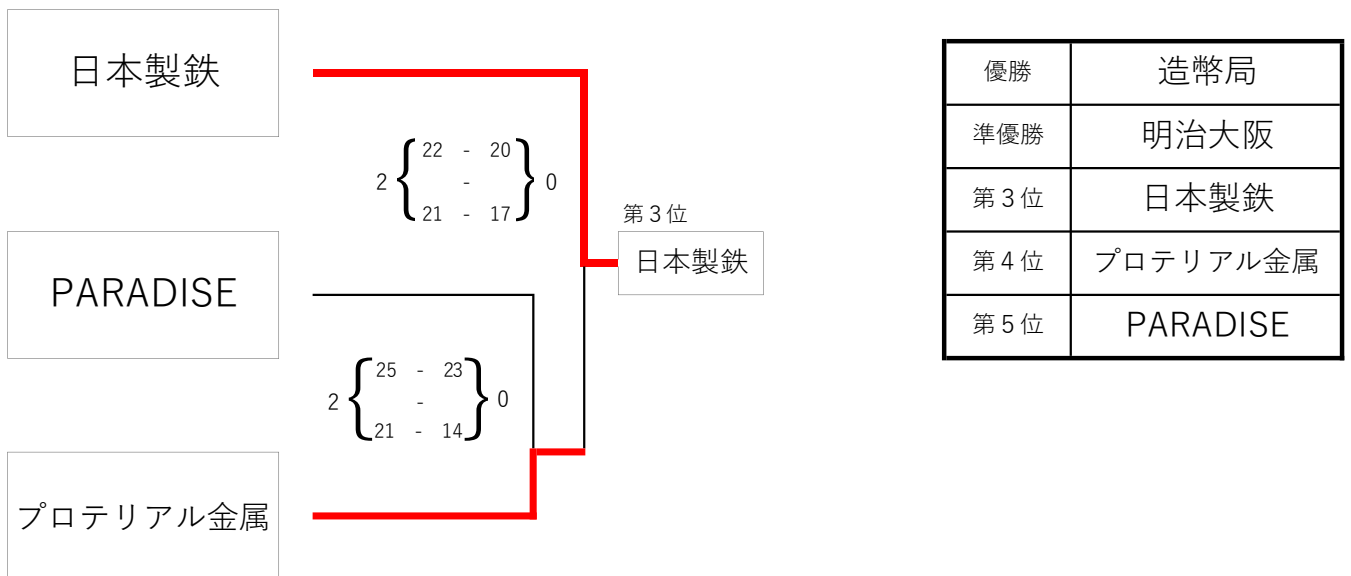 日本製鉄
22 - 20
2 { - } 0
21 - 17
第3位
日本製鉄
PARADISE
25 - 23
2 { - } 0
21 - 14
プロテリアル金属
優勝 造幣局
準優勝 明治大阪
第3位 日本製鉄
第4位 プロテリアル金属
第5位 PARADISE